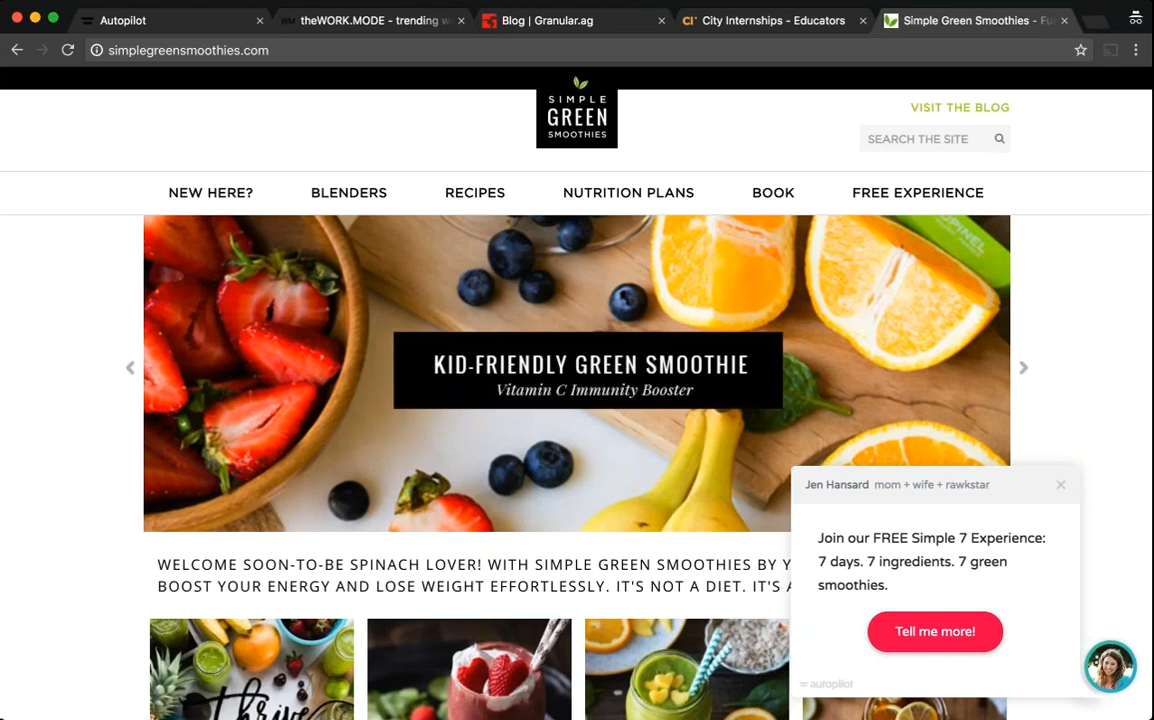 Autopilot
theWORK.MODE - trending w
Blog | Granular.ag
City Internships - Educators
Simple Green Smoothies - Fu
simplegreensmoothies.com
SIMPLE
GREEN
SMOOTHIES
VISIT THE BLOG
SEARCH THE SITE
NEW HERE?
BLENDERS
RECIPES
NUTRITION PLANS
BOOK
FREE EXPERIENCE
KID-FRIENDLY GREEN SMOOTHIE
Vitamin C Immunity Booster
WELCOME SOON-TO-BE SPINACH LOVER! WITH SIMPLE GREEN SMOOTHIES BY Y
BOOST YOUR ENERGY AND LOSE WEIGHT EFFORTLESSLY. IT'S NOT A DIET. IT'S A
Jen Hansard mom + wife + rawkstar
Join our FREE Simple 7 Experience:
7 days. 7 ingredients. 7 green
smoothies.
Tell me more!
autopilot
thrive